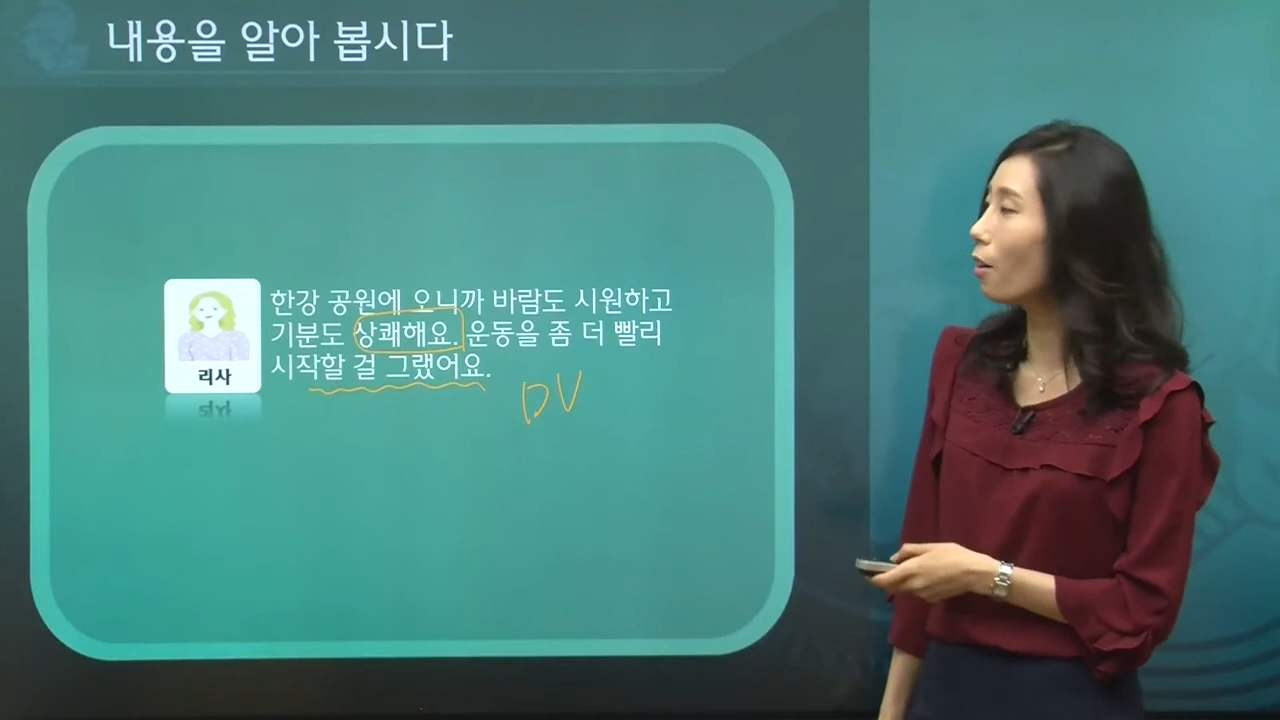 내용을 알아 봅시다
한강 공원에 오니까 바람도 시원하고
기분도 상쾌해요. 운동을 좀 더 빨리
시작할 걸 그랬어요.
리사
DV